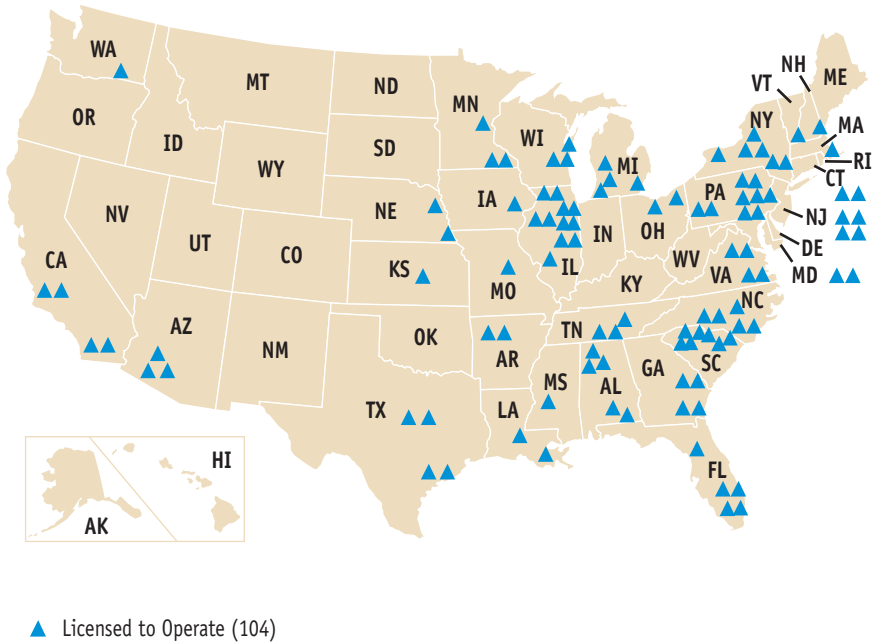 WA
MT
ND
MN
OR
ID
WY
SD
WI
MI
NH
VT
ME
NY
MA
RI
CT
NV
UT
CO
NE
IA
PA
NJ
DE
MD
CA
KS
MO
IL
IN
OH
WV
VA
KY
AZ
NM
OK
AR
TN
NC
SC
TX
LA
MS
AL
GA
FL
HI
AK
Licensed to Operate (104)